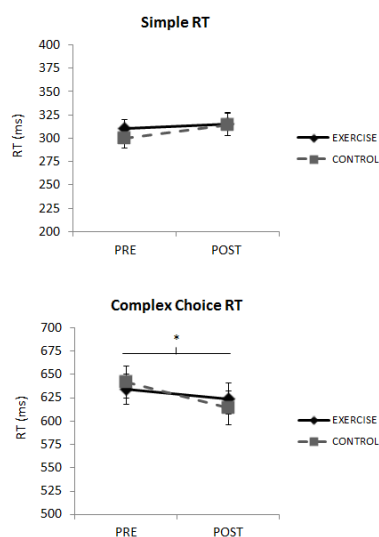 Simple RT
400
375
350
325
300
275
250
225
200
RT (ms)
PRE POST
EXERCISE
CONTROL
Complex Choice RT
700
675
650
625
600
575
550
525
500
RT (ms)
*
PRE POST
EXERCISE
CONTROL